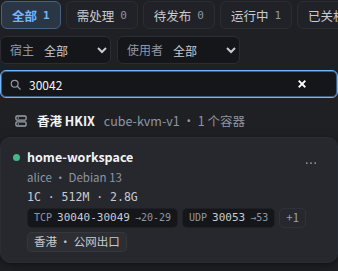 全部 1 需处理 0 待发布 0 运行中 1 已关
宿主 全部 使用者 全部
30042
香港 HKIX cube-kvm-v1 • 1 个容器
home-workspace ...
alice • Debian 13
1C · 512M · 2.8G
TCP 30040-30049 →20-29 UDP 30053 →53 +1
香港 • 公网出口